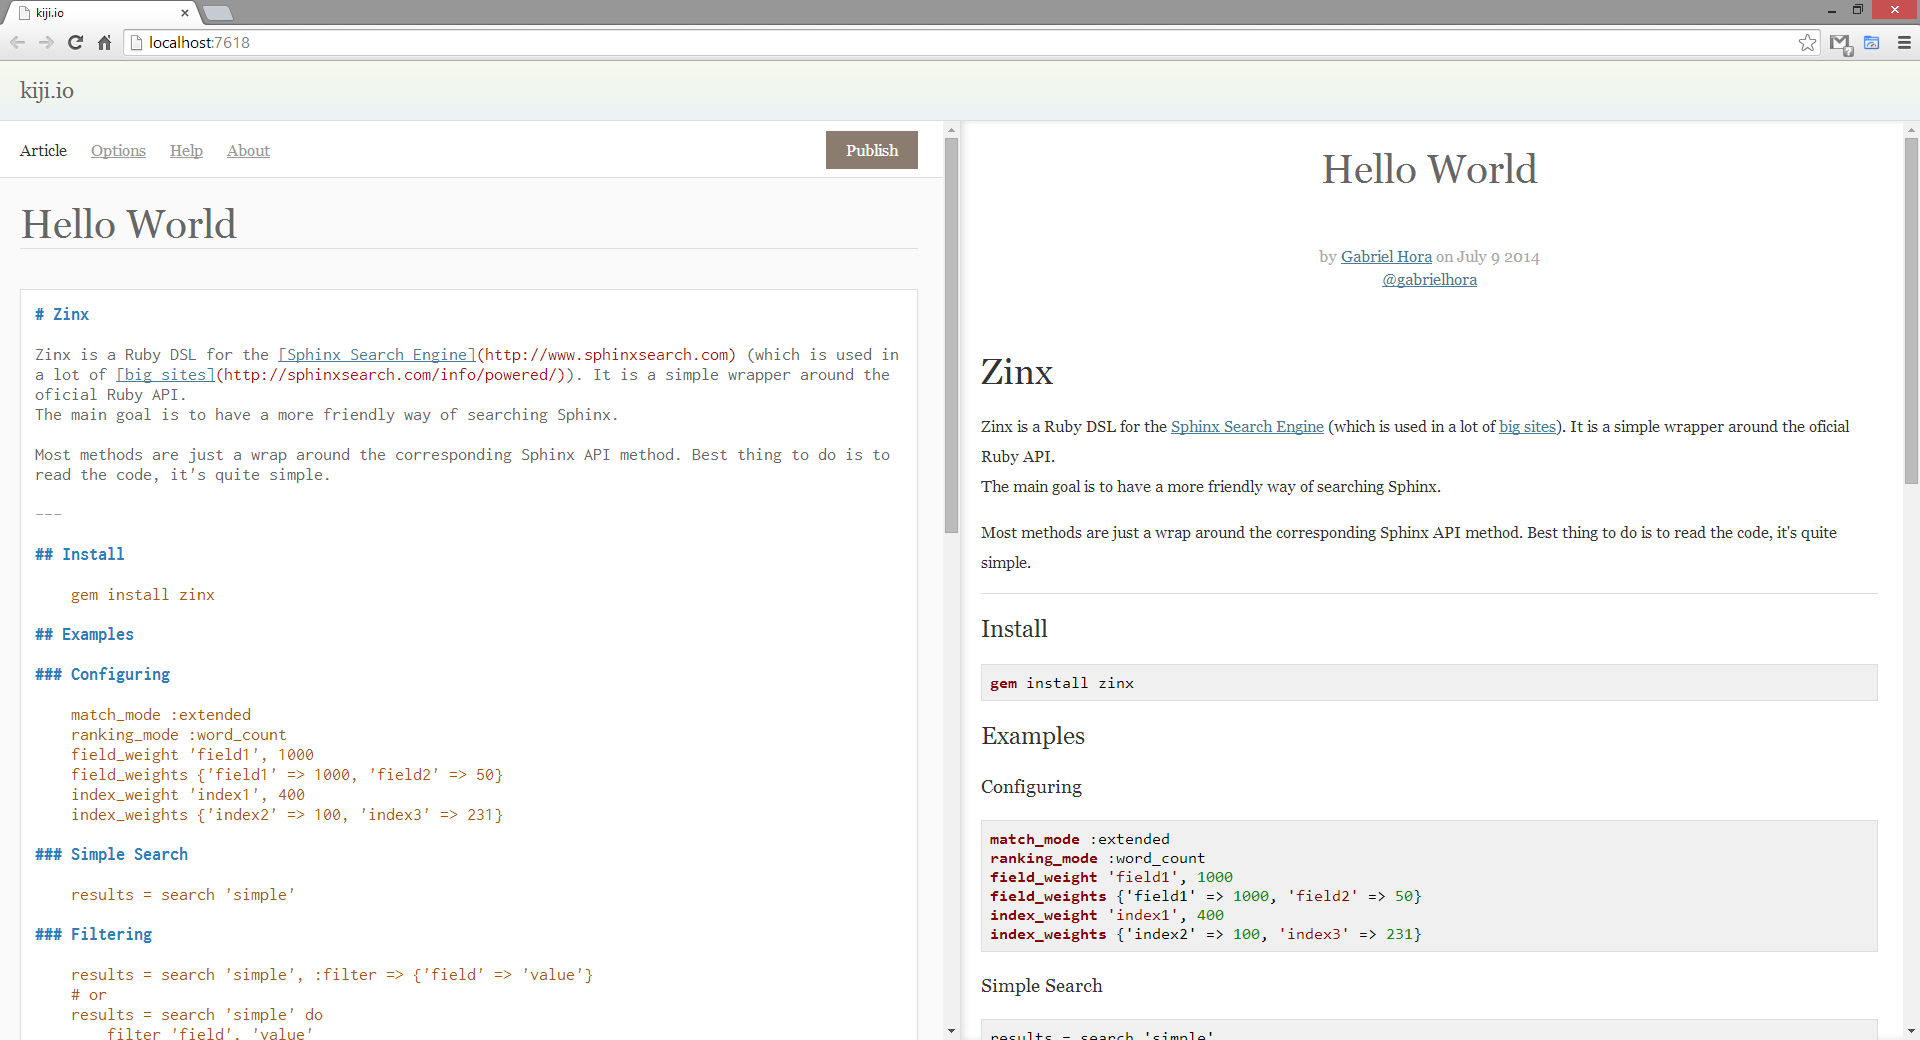 kiji.io
localhost:7618
kiji.io
Article Options Help About Publish
Hello World
# Zinx
Zinx is a Ruby DSL for the [Sphinx Search Engine](http://www.sphinxsearch.com) (which is used in
a lot of [big sites](http://sphinxsearch.com/info/powered/)). It is a simple wrapper around the
oficial Ruby API.
The main goal is to have a more friendly way of searching Sphinx.
Most methods are just a wrap around the corresponding Sphinx API method. Best thing to do is to
read the code, it's quite simple.
---
## Install
gem install zinx
## Examples
### Configuring
match_mode :extended
ranking_mode :word_count
field_weight 'field1', 1000
field_weights {'field1' => 1000, 'field2' => 50}
index_weight 'index1', 400
index_weights {'index2' => 100, 'index3' => 231}
### Simple Search
results = search 'simple'
### Filtering
results = search 'simple', :filter => {'field' => 'value'}
# or
results = search 'simple' do
filter 'field', 'value'
Hello World
by Gabriel Hora on July 9 2014
@gabrielhora
Zinx
Zinx is a Ruby DSL for the Sphinx Search Engine (which is used in a lot of big sites). It is a simple wrapper around the oficial
Ruby API.
The main goal is to have a more friendly way of searching Sphinx.
Most methods are just a wrap around the corresponding Sphinx API method. Best thing to do is to read the code, it's quite
simple.
Install
gem install zinx
Examples
Configuring
match_mode :extended
ranking_mode :word_count
field_weight 'field1', 1000
field_weights {'field1' => 1000, 'field2' => 50}
index_weight 'index1', 400
index_weights {'index2' => 100, 'index3' => 231}
Simple Search
results = search 'simple'